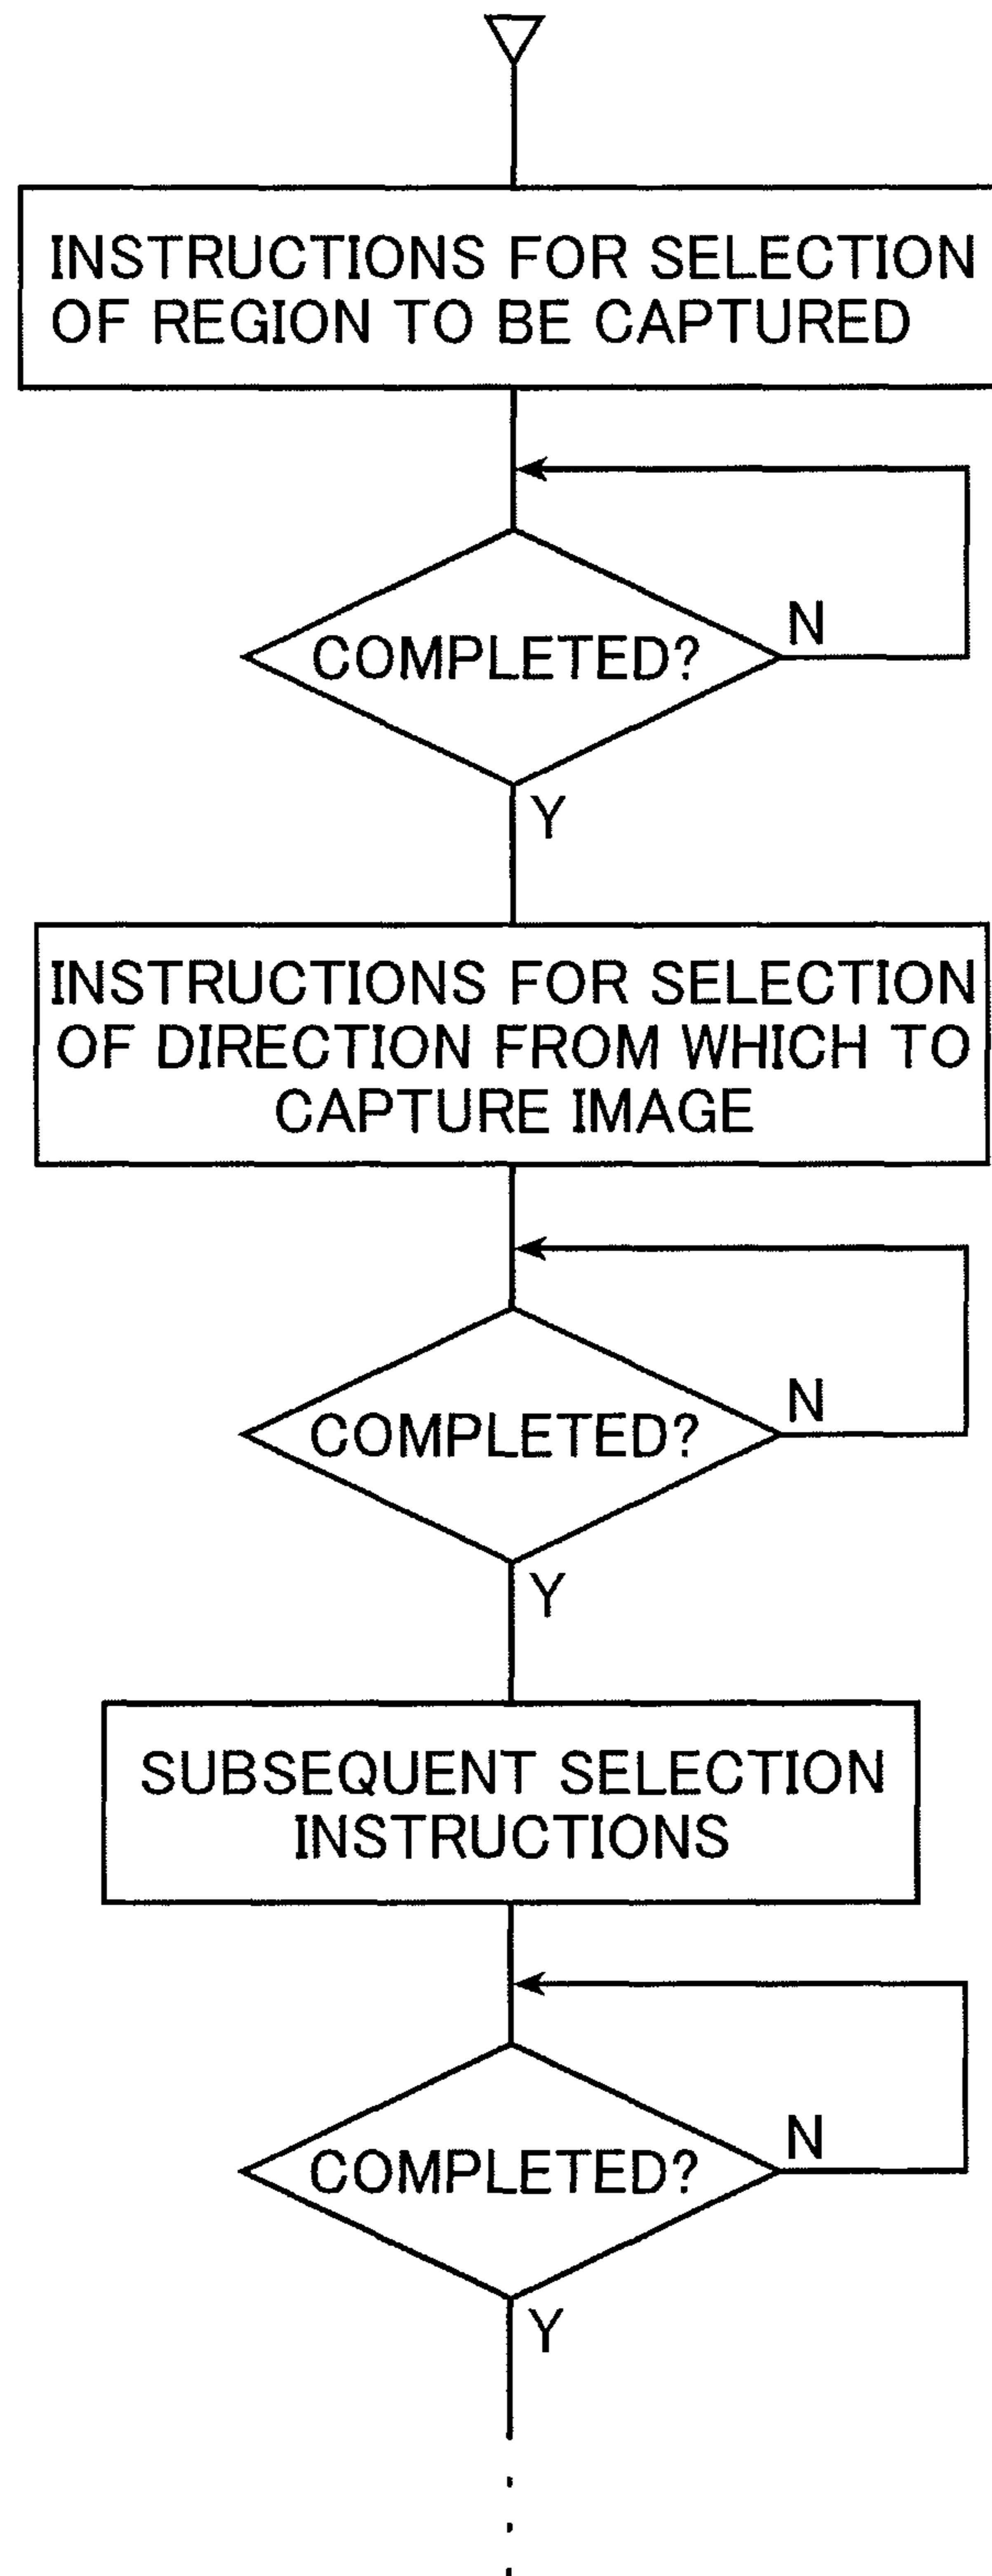 INSTRUCTIONS FOR SELECTION
OF REGION TO BE CAPTURED
COMPLETED?
N
Y
INSTRUCTIONS FOR SELECTION
OF DIRECTION FROM WHICH TO
CAPTURE IMAGE
COMPLETED?
N
Y
SUBSEQUENT SELECTION
INSTRUCTIONS
COMPLETED?
N
Y